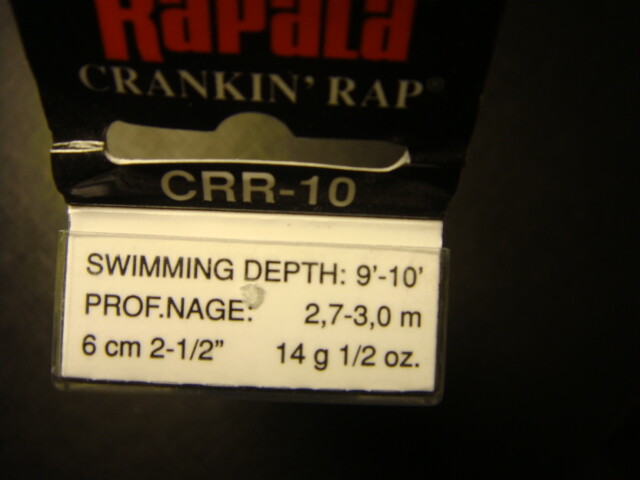 Rapala
CRANKIN' RAP®
CRR-10
SWIMMING DEPTH: 9'-10'
PROF.NAGE: 2,7-3,0 m
6 cm 2-1/2" 14 g 1/2 oz.